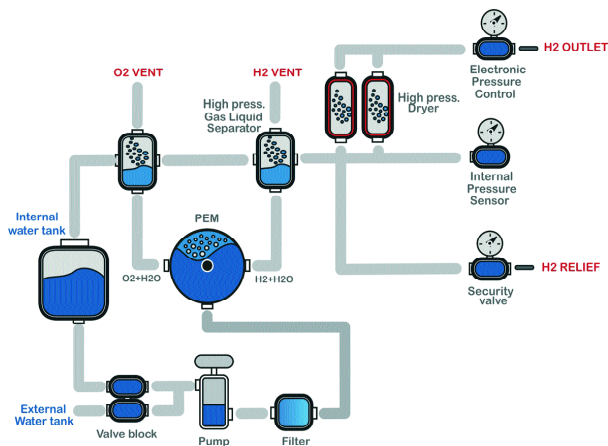 O2 VENT
H2 VENT
H2 OUTLET
Electronic
Pressure
Control
High press.
Gas Liquid
Separator
High press.
Dryer
Internal
Pressure
Sensor
Internal
water tank
PEM
O2+H2O
H2+H2O
H2 RELIEF
Security
valve
External
Water tank
Valve block
Pump
Filter